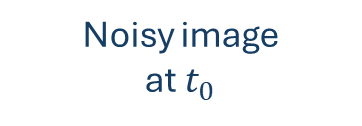 Noisy image
at t₀